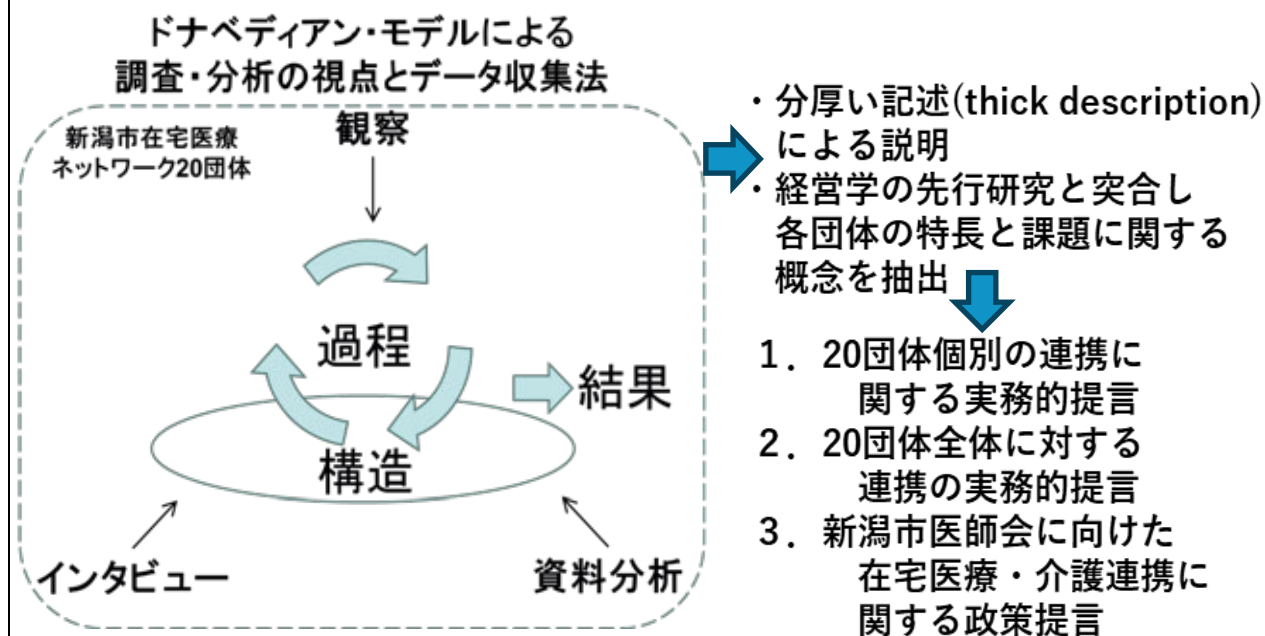 ドナベディアン・モデルによる
調査・分析の視点とデータ収集法
新潟市在宅医療
ネットワーク20団体
観察
過程
結果
構造
インタビュー
資料分析
・分厚い記述(thick description)
による説明
・経営学の先行研究と突合し
各団体の特長と課題に関する
概念を抽出
1．20団体個別の連携に
関する実務的提言
2．20団体全体に対する
連携の実務的提言
3．新潟市医師会に向けた
在宅医療・介護連携に
関する政策提言